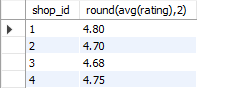 shop_id round(avg(rating),2)
1 4.80
2 4.70
3 4.68
4 4.75